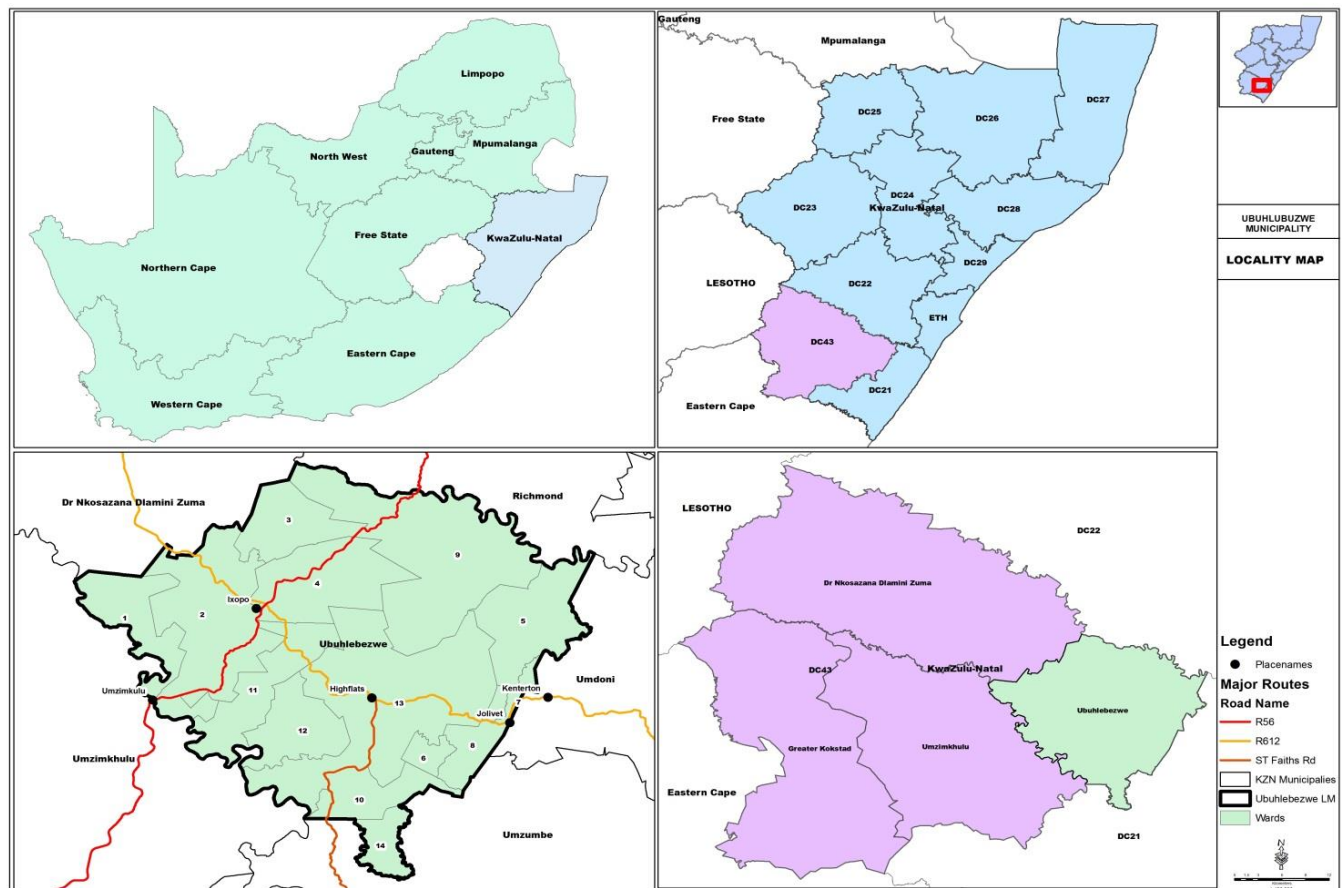 Limpopo
North West
Gauteng
Mpumalanga
Free State
KwaZulu-Natal
Northern Cape
Eastern Cape
Western Cape
Gauteng
Mpumalanga
Free State
DC25
DC26
DC27
DC24
KwaZulu-Natal
DC23
DC28
DC29
LESOTHO
DC22
ETH
DC43
DC21
Eastern Cape
UBUHLUBUZWE
MUNICIPALITY
LOCALITY MAP
Dr Nkosazana Dlamini Zuma
Richmond
3
9
4
Ixopo
1
2
5
Ubuhlebezwe
Umdoni
Umzimkulu
11
Highflats
13
Kenterton
7
Jolivet
12
8
6
Umzimkhulu
10
Umzumbe
14
LESOTHO
DC22
Dr Nkosazana Dlamini Zuma
DC43
KwaZulu-Natal
Ubuhlebezwe
Greater Kokstad
Umzimkhulu
Eastern Cape
DC21
Legend
Placenames
Major Routes
Road Name
R56
R612
ST Faiths Rd
KZN Municipalies
Ubuhlebezwe LM
Wards
N